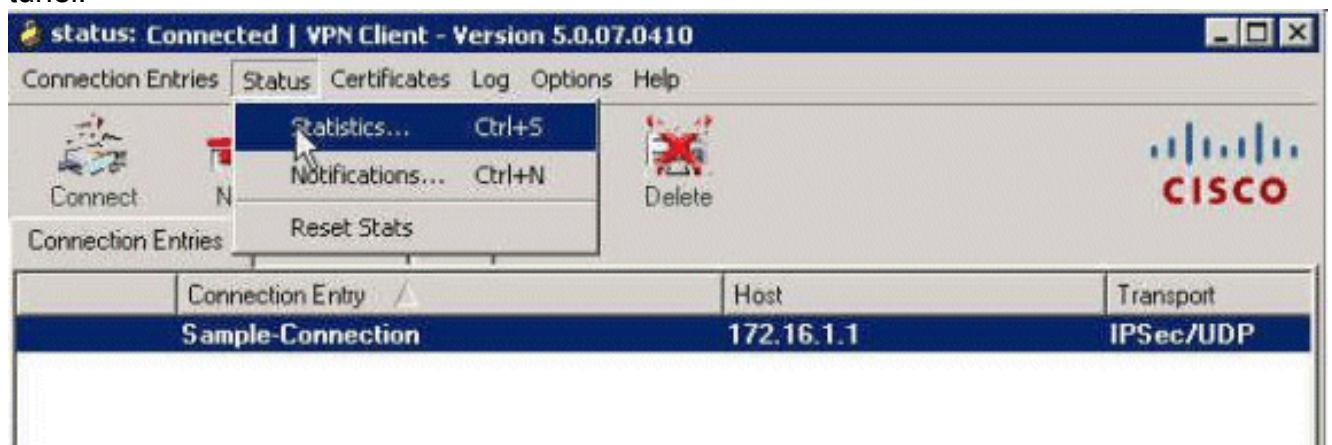 status: Connected | VPN Client - Version 5.0.07.0410
Connection Entries Status Certificates Log Options Help
Statistics... Ctrl+S
Notifications... Ctrl+N
Reset Stats
Connect
N
Delete
CISCO
Connection Entries
Connection Entry Host Transport
Sample-Connection 172.16.1.1 IPSec/UDP